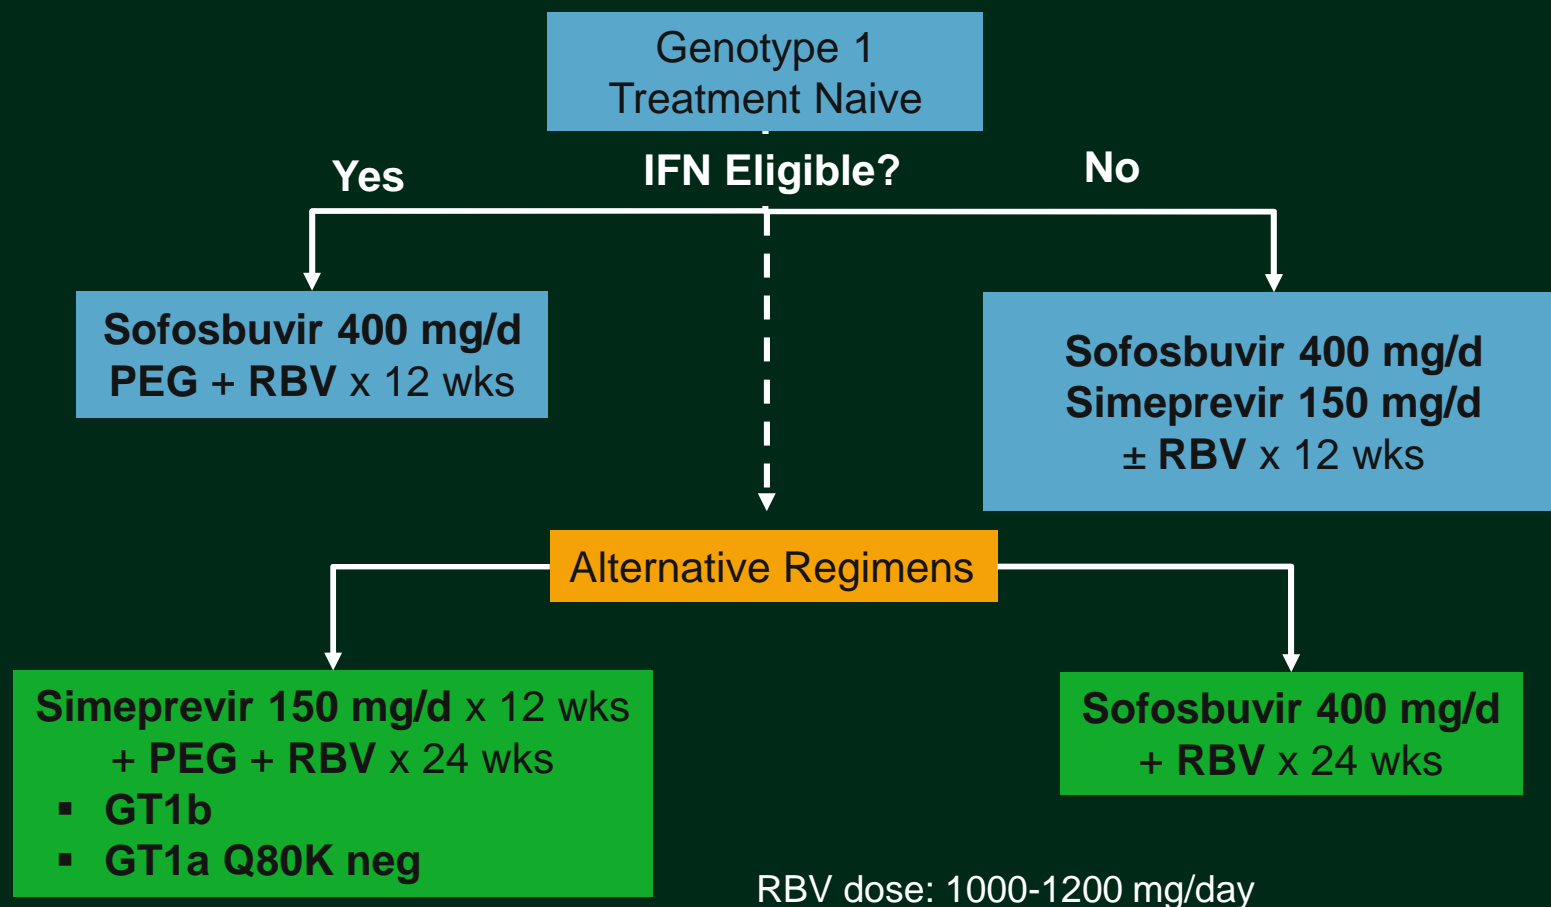 Genotype 1
Treatment Naive
Yes
IFN Eligible?
No
Sofosbuvir 400 mg/d
PEG + RBV x 12 wks
Sofosbuvir 400 mg/d
Simeprevir 150 mg/d
± RBV x 12 wks
Alternative Regimens
Simeprevir 150 mg/d x 12 wks
+ PEG + RBV x 24 wks
▪ GT1b
▪ GT1a Q80K neg
Sofosbuvir 400 mg/d
+ RBV x 24 wks
RBV dose: 1000-1200 mg/day